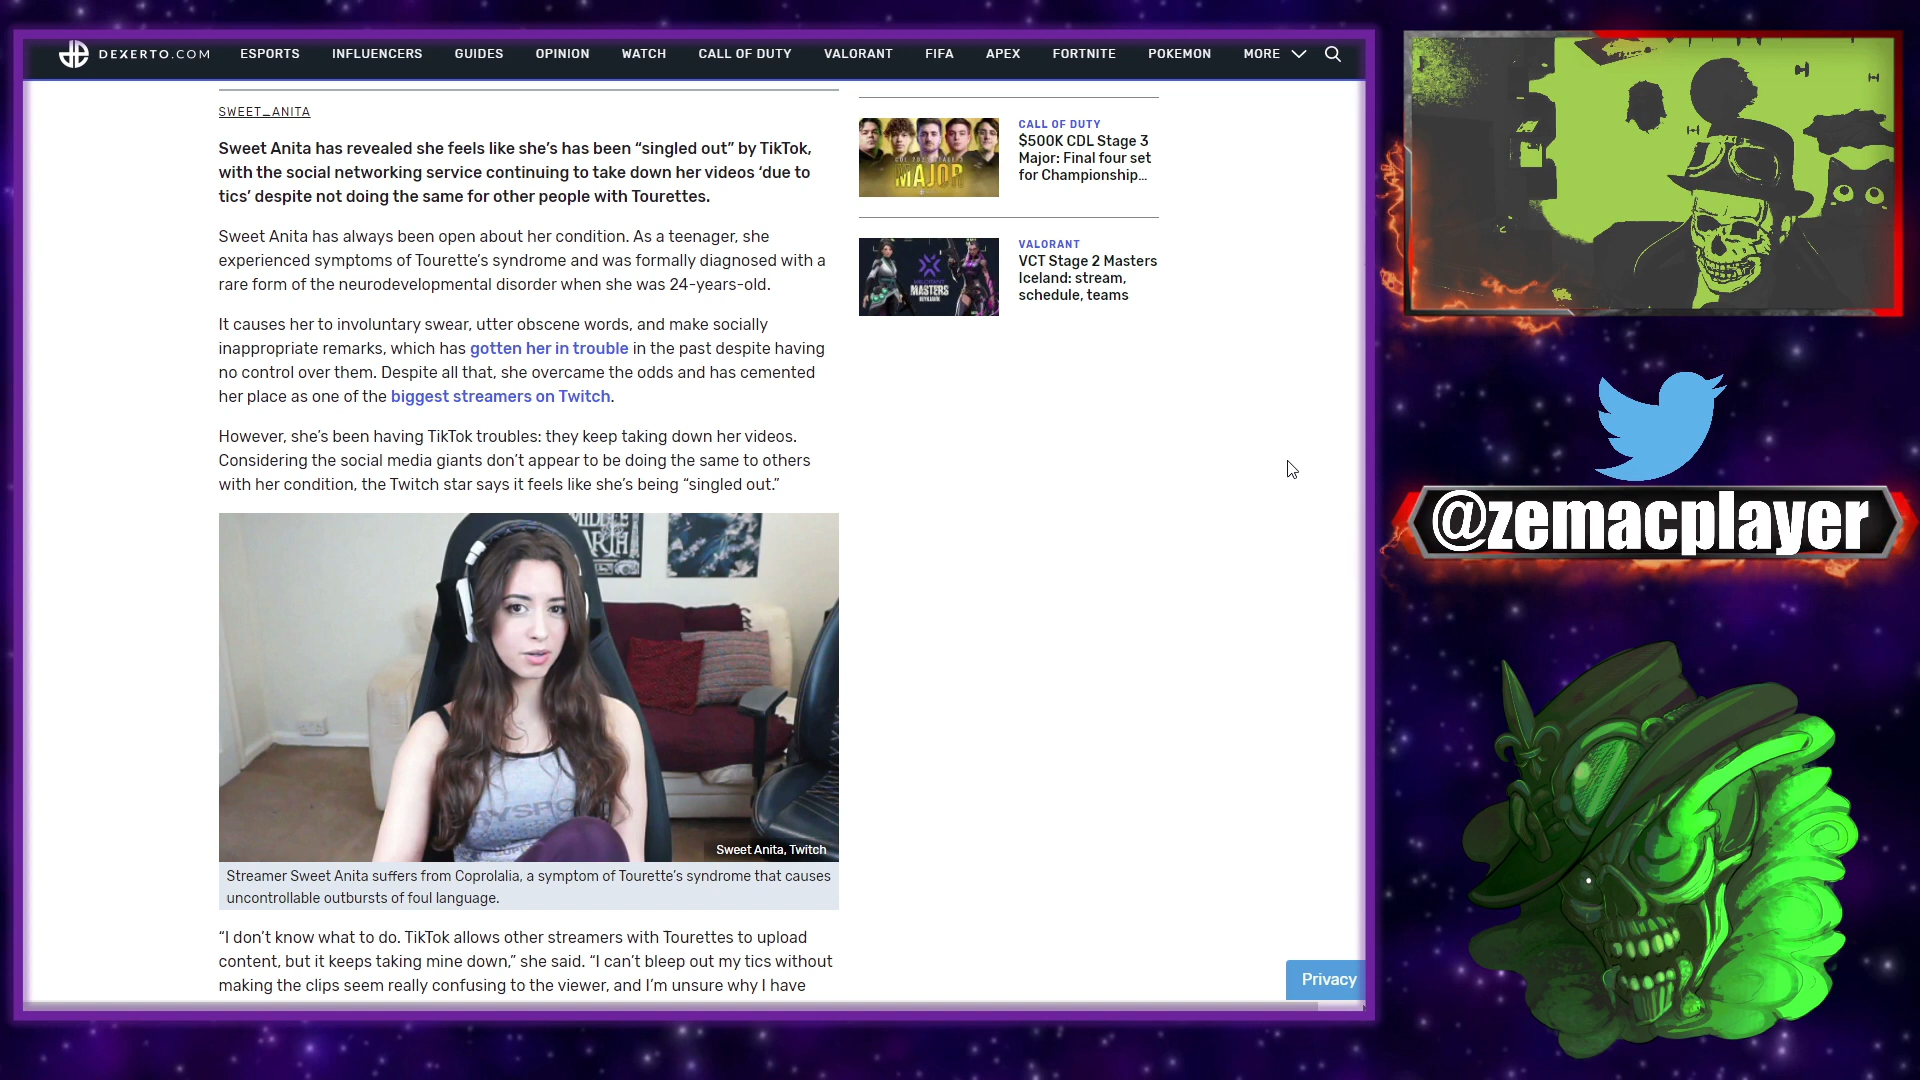 DEXERTO.COM
ESPORTS
INFLUENCERS
GUIDES
OPINION
WATCH
CALL OF DUTY
VALORANT
FIFA
APEX
FORTNITE
POKEMON
MORE
SWEET_ANITA
Sweet Anita has revealed she feels like she’s has been “singled out” by TikTok,
with the social networking service continuing to take down her videos ‘due to
tics’ despite not doing the same for other people with Tourettes.
Sweet Anita has always been open about her condition. As a teenager, she
experienced symptoms of Tourette’s syndrome and was formally diagnosed with a
rare form of the neurodevelopmental disorder when she was 24-years-old.
It causes her to involuntary swear, utter obscene words, and make socially
inappropriate remarks, which has gotten her in trouble in the past despite having
no control over them. Despite all that, she overcame the odds and has cemented
her place as one of the biggest streamers on Twitch.
However, she’s been having TikTok troubles: they keep taking down her videos.
Considering the social media giants don’t appear to be doing the same to others
with her condition, the Twitch star says it feels like she’s being “singled out.”
MIDDLE
EARTH
Sweet Anita, Twitch
Streamer Sweet Anita suffers from Coprolalia, a symptom of Tourette’s syndrome that causes
uncontrollable outbursts of foul language.
“I don’t know what to do. TikTok allows other streamers with Tourettes to upload
content, but it keeps taking mine down,” she said. “I can’t bleep out my tics without
making the clips seem really confusing to the viewer, and I’m unsure why I have
MAJOR
CALL OF DUTY
$500K CDL Stage 3
Major: Final four set
for Championship...
MASTERS
VALORANT
VCT Stage 2 Masters
Iceland: stream,
schedule, teams
Privacy
@zemacplayer